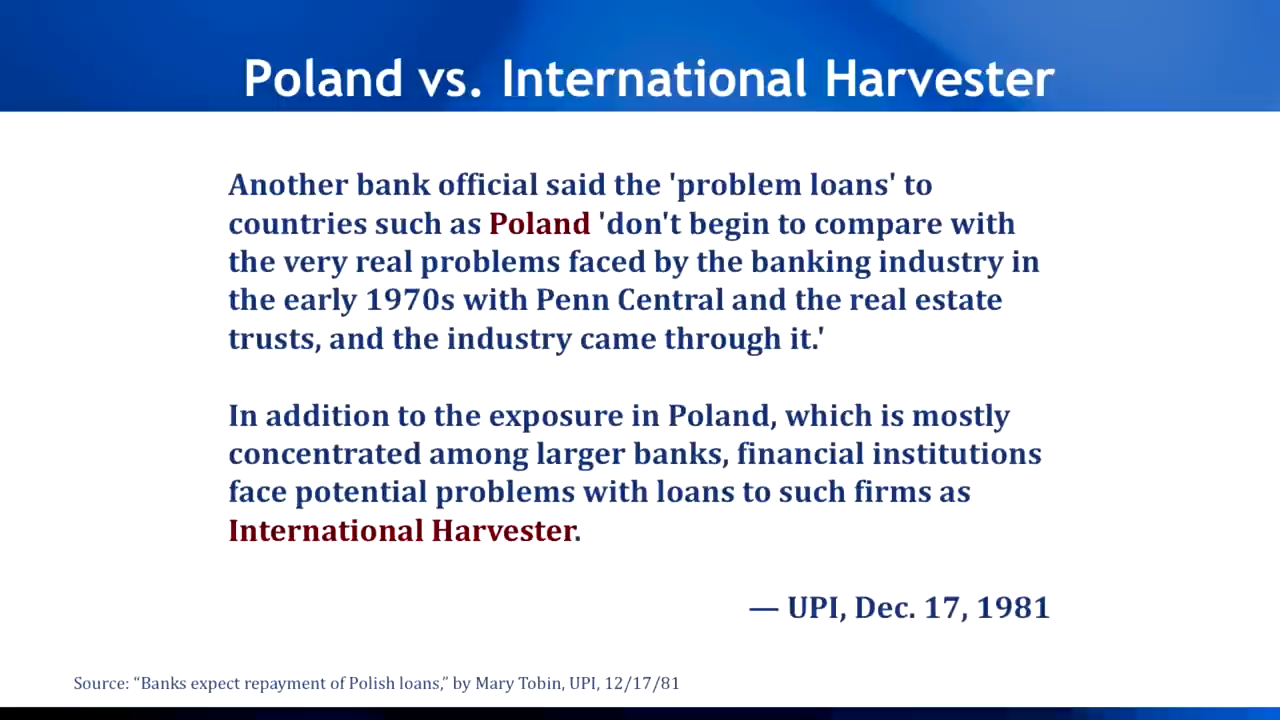 Poland vs. International Harvester
Another bank official said the 'problem loans' to
countries such as Poland 'don't begin to compare with
the very real problems faced by the banking industry in
the early 1970s with Penn Central and the real estate
trusts, and the industry came through it.'
In addition to the exposure in Poland, which is mostly
concentrated among larger banks, financial institutions
face potential problems with loans to such firms as
International Harvester.
— UPI, Dec. 17, 1981
Source: “Banks expect repayment of Polish loans,” by Mary Tobin, UPI, 12/17/81